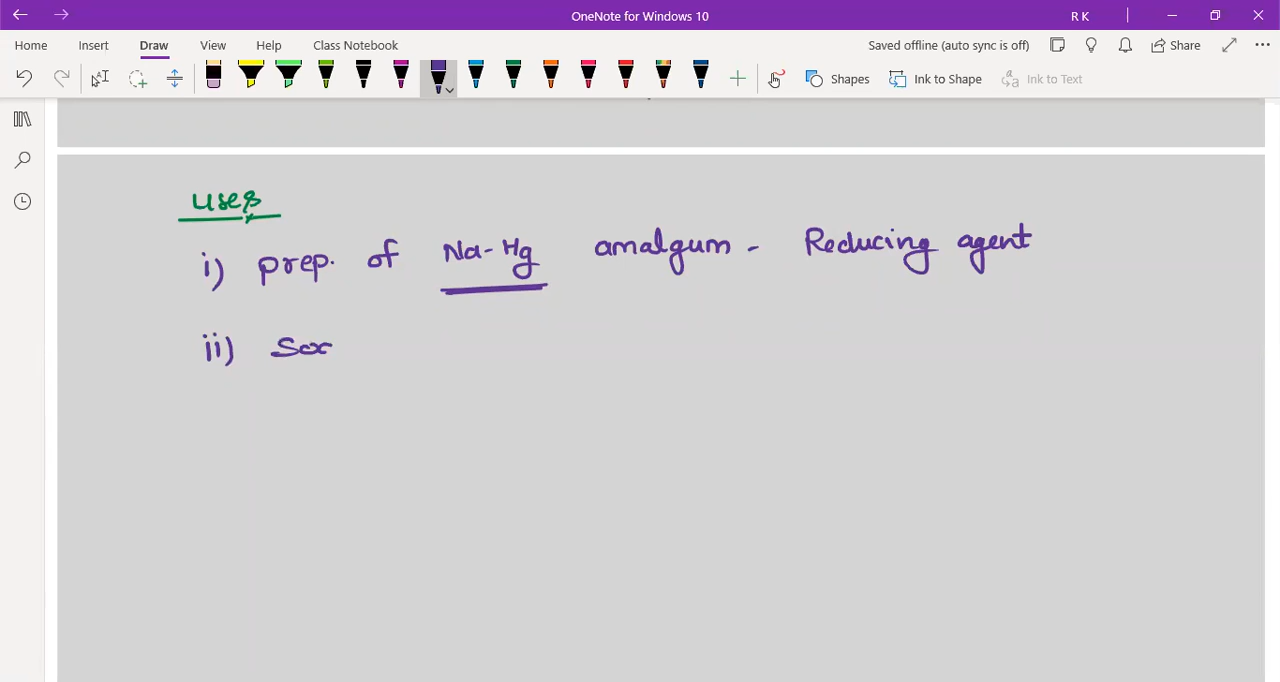 OneNote for Windows 10
R K
Home Insert Draw View Help Class Notebook
Saved offline (auto sync is off) Share
Shapes Ink to Shape Ink to Text
uses
i) prep. of Na-Hg amalgum - Reducing agent
ii)